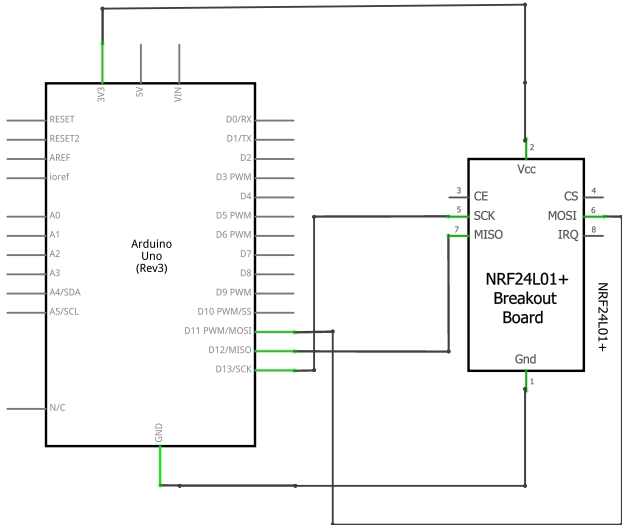 3V3
5V
VIN
RESET
RESET2
AREF
ioref
A0
A1
A2
A3
A4/SDA
A5/SCL
N/C
D0/RX
D1/TX
D2
D3 PWM
D4
D5 PWM
D6 PWM
D7
D8
D9 PWM
D10 PWM/SS
D11 PWM/MOSI
D12/MISO
D13/SCK
Arduino
Uno
(Rev3)
GND
2
Vcc
3 CE
5 SCK
7 MISO
CS 4
MOSI 6
IRQ 8
NRF24L01+
Breakout
Board
Gnd
1
NRF24L01+